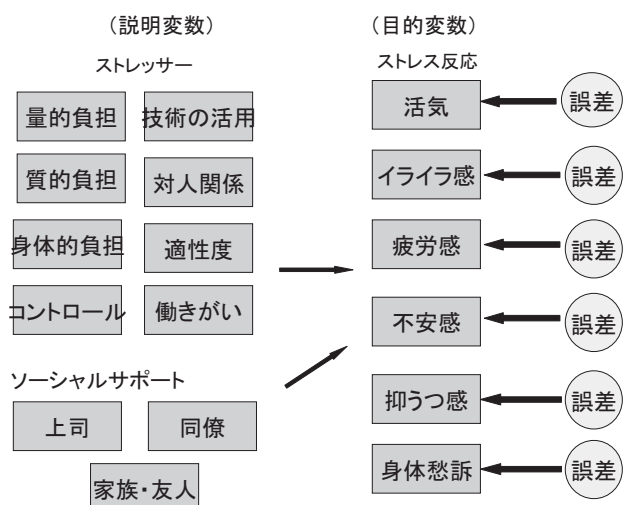 （説明変数）
ストレッサー
量的負担
技術の活用
質的負担
対人関係
身体的負担
適性度
コントロール
働きがい
ソーシャルサポート
上司
同僚
家族・友人
（目的変数）
ストレス反応
活気
誤差
イライラ感
誤差
疲労感
誤差
不安感
誤差
抑うつ感
誤差
身体愁訴
誤差